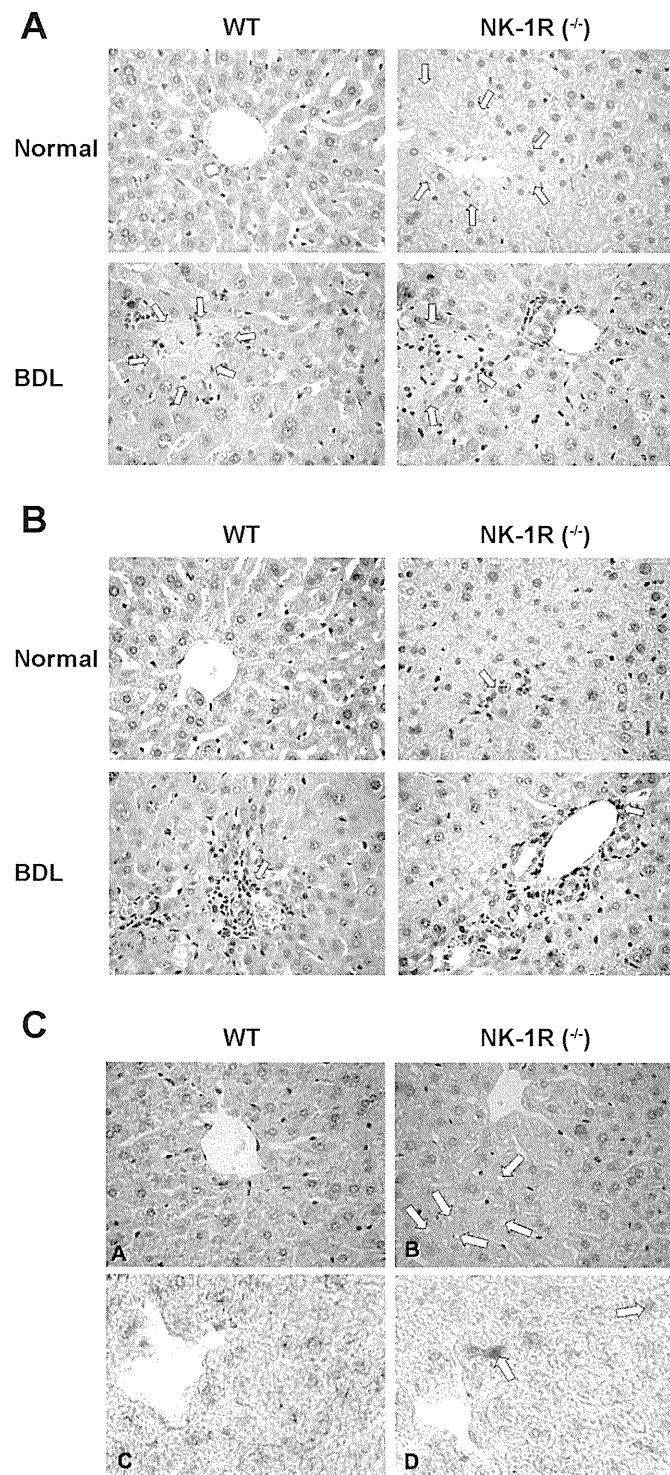 A
WT NK-1R (-/-)
Normal
BDL
B
WT NK-1R (-/-)
Normal
BDL
C
WT NK-1R (-/-)
A B
C D